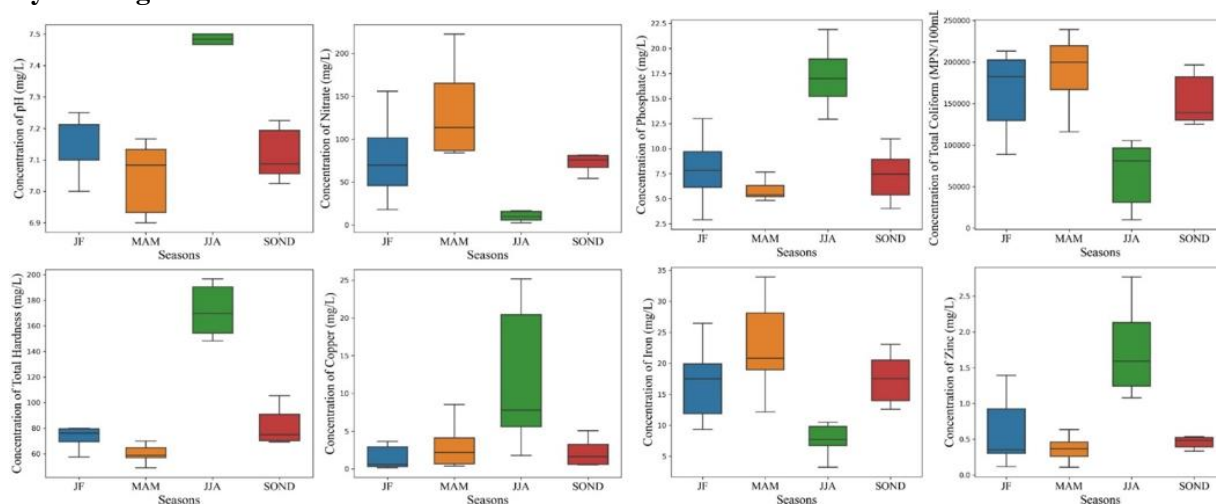 Concentration of pH (mg/L)
7.5
7.4
7.3
7.2
7.1
7.0
6.9
JF MAM JJA SOND
Seasons
Concentration of Nitrate (mg/L)
200
150
100
50
0
JF MAM JJA SOND
Seasons
Concentration of Phosphate (mg/L)
22.5
20.0
17.5
15.0
12.5
10.0
7.5
5.0
2.5
JF MAM JJA SOND
Seasons
Concentration of Total Coliform (MPN/100mL)
250000
200000
150000
100000
50000
0
JF MAM JJA SOND
Seasons
Concentration of Total Hardness (mg/L)
200
180
160
140
120
100
80
60
JF MAM JJA SOND
Seasons
Concentration of Copper (mg/L)
25
20
15
10
5
0
JF MAM JJA SOND
Seasons
Concentration of Iron (mg/L)
35
30
25
20
15
10
5
JF MAM JJA SOND
Seasons
Concentration of Zinc (mg/L)
2.5
2.0
1.5
1.0
0.5
0.0
JF MAM JJA SOND
Seasons